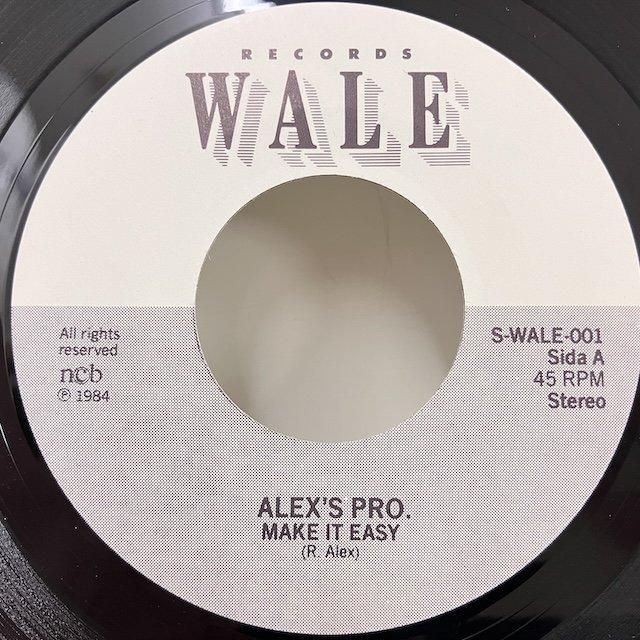 RECORDS
WALE
All rights
reserved
ncb
℗ 1984
S-WALE-001
Sida A
45 RPM
Stereo
ALEX'S PRO.
MAKE IT EASY
(R. Alex)